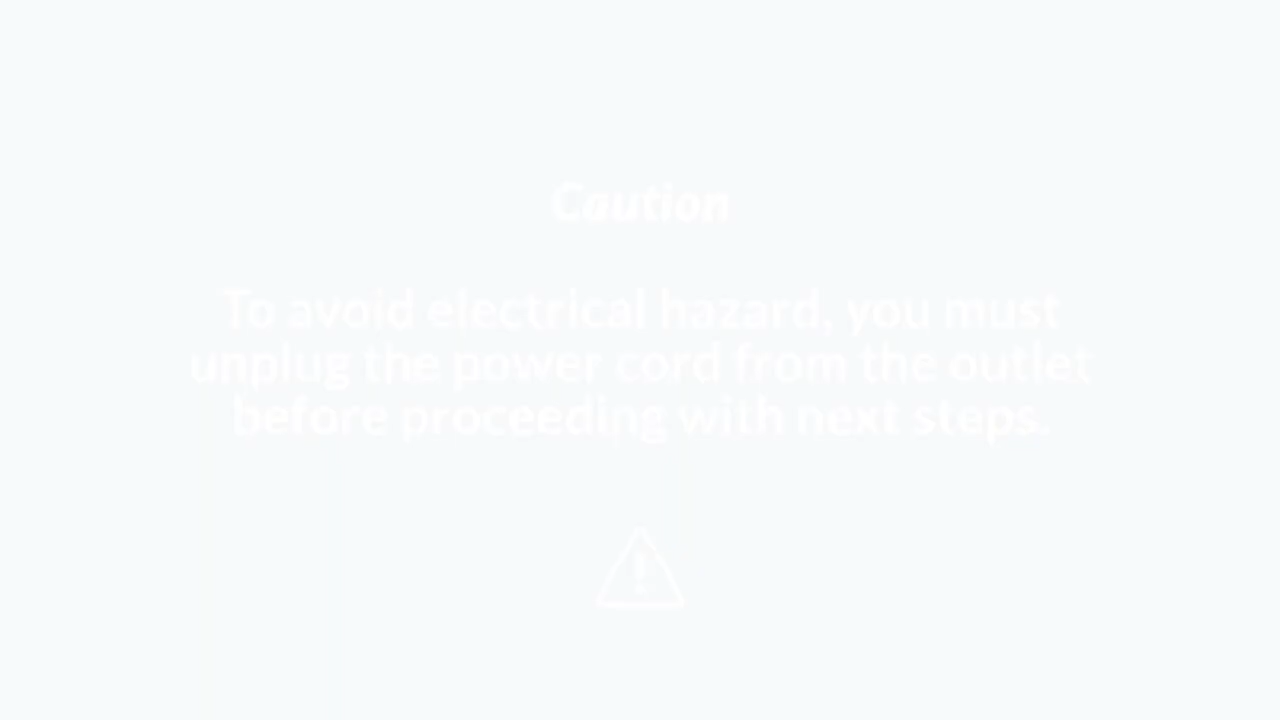 Caution
To avoid electrical hazard, you must
unplug the power cord from the outlet
before proceeding with next steps.
!